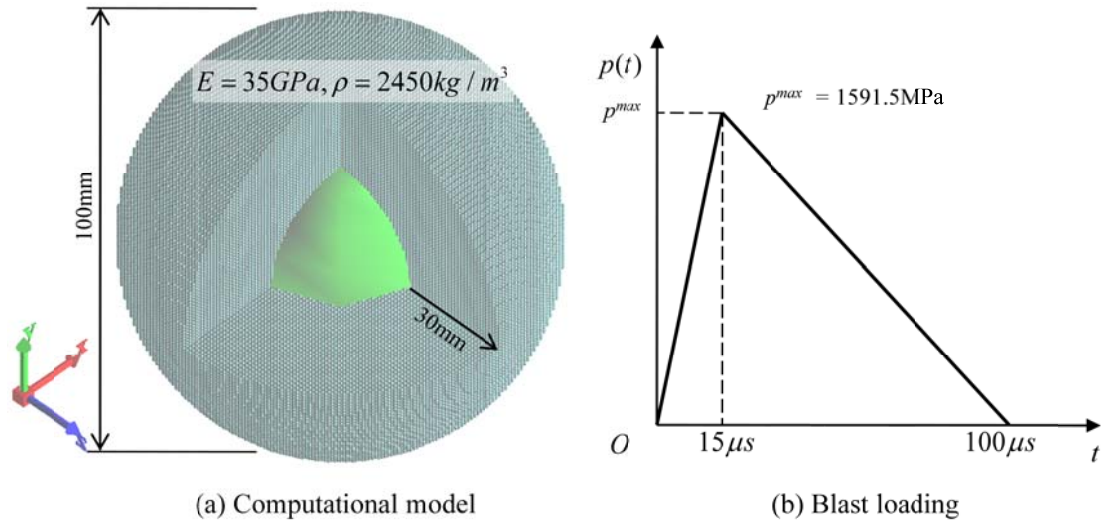 E = 35GPa, ρ = 2450kg / m³
100mm
30mm
(a) Computational model
p(t)
p^max
p^max = 1591.5MPa
O
15μs
100μs
t
(b) Blast loading